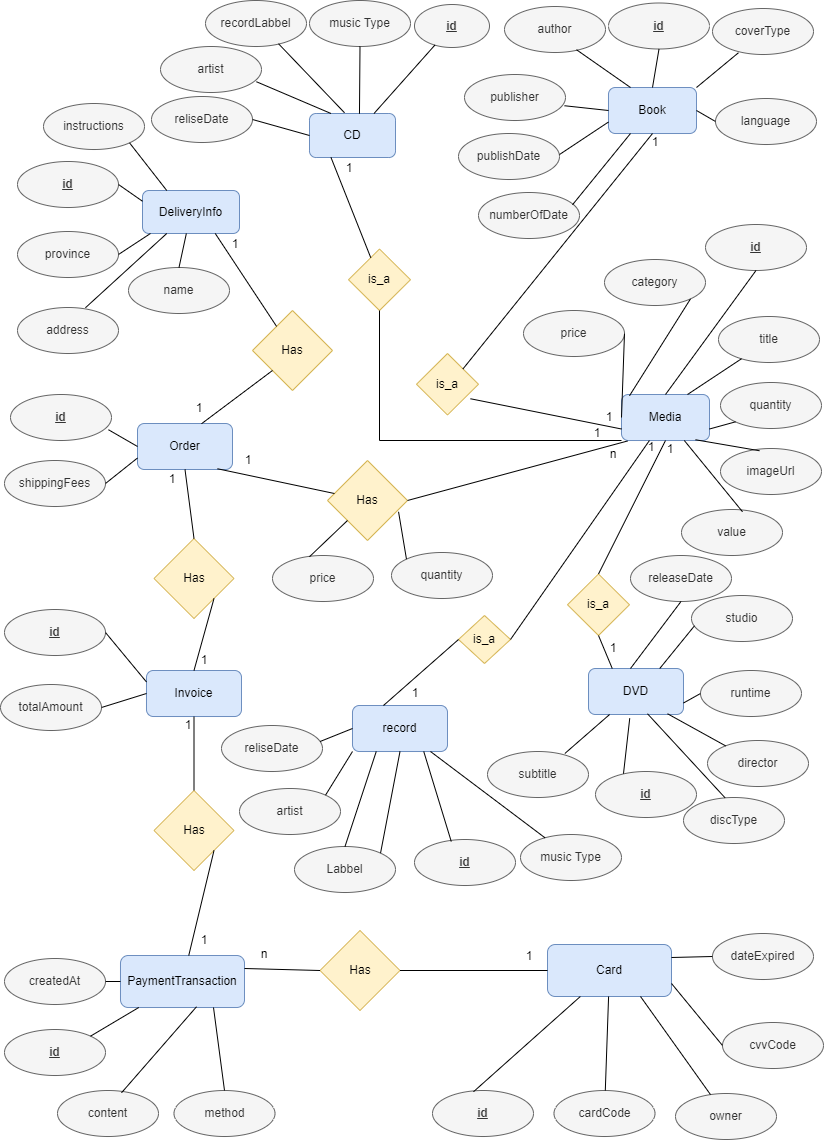 recordLabbel
music Type
id
author
id
coverType
artist
reliseDate
CD
1
publisher
Book
language
publishDate
1
numberOfDate
instructions
id
DeliveryInfo
1
province
name
address
is_a
id
category
price
title
Has
is_a
1
Media
quantity
1
1
id
Order
shippingFees
1
1
n
1
1
imageUrl
value
Has
price
quantity
Has
releaseDate
is_a
studio
id
is_a
1
1
Invoice
totalAmount
1
1
DVD
runtime
record
reliseDate
director
subtitle
id
artist
discType
Has
Labbel
id
music Type
1
n
1
createdAt
PaymentTransaction
Has
Card
dateExpired
id
cvvCode
content
method
id
cardCode
owner